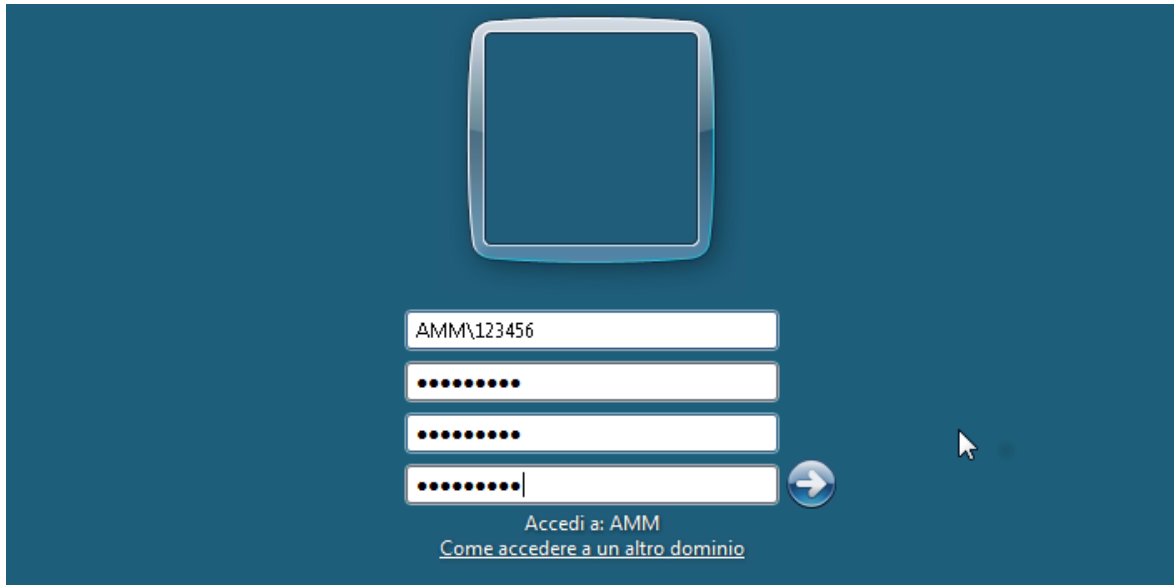 AMM\123456
•••••••••
•••••••••
•••••••••
Accedi a: AMM
Come accedere a un altro dominio